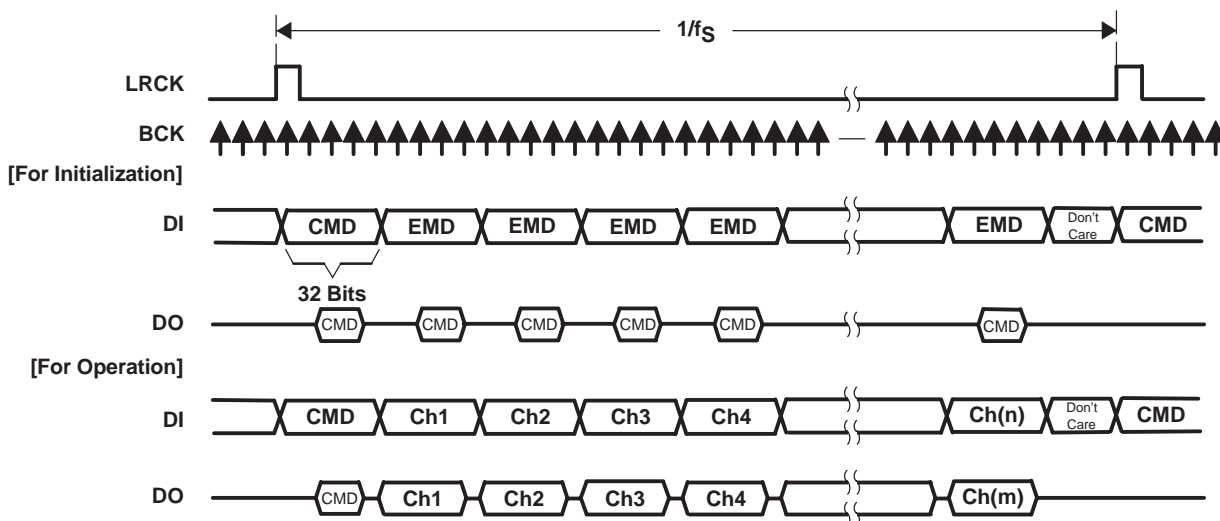 1/fS
LRCK
BCK
[For Initialization]
DI CMD EMD EMD EMD EMD EMD Don't Care CMD
32 Bits
DO CMD CMD CMD CMD CMD CMD
[For Operation]
DI CMD Ch1 Ch2 Ch3 Ch4 Ch(n) Don't Care CMD
DO CMD Ch1 Ch2 Ch3 Ch4 Ch(m)